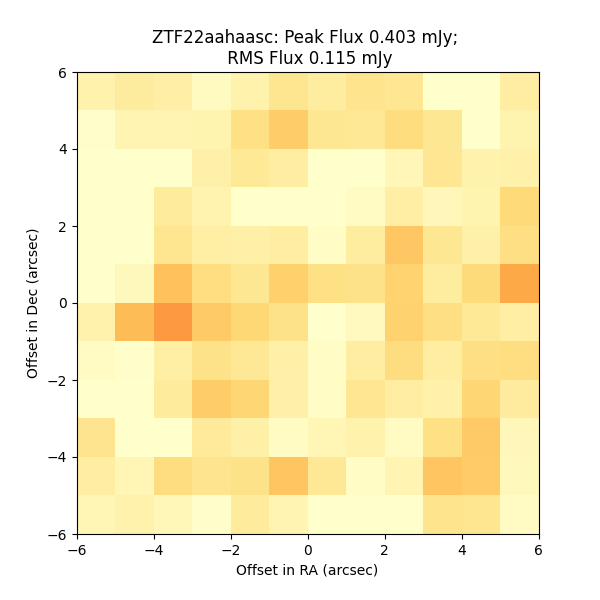 ZTF22aahaasc: Peak Flux 0.403 mJy;
RMS Flux 0.115 mJy
6
4
2
0
−2
−4
−6
Offset in Dec (arcsec)
−6 −4 −2 0 2 4 6
Offset in RA (arcsec)